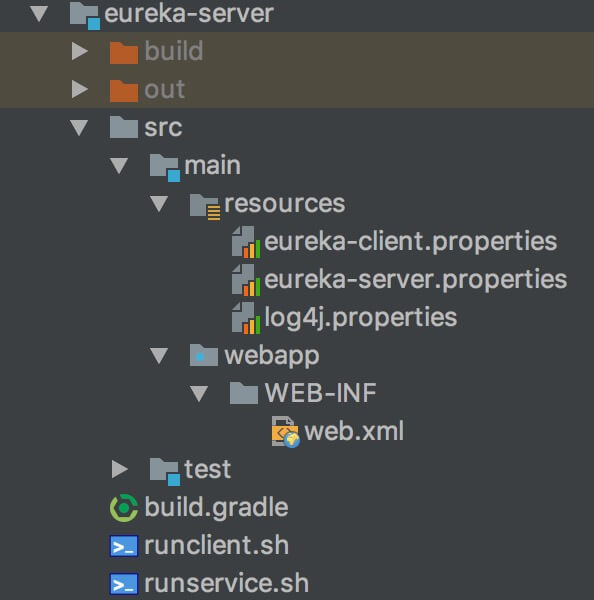 eureka-server
build
out
src
main
resources
eureka-client.properties
eureka-server.properties
log4j.properties
webapp
WEB-INF
web.xml
test
build.gradle
runclient.sh
runservice.sh